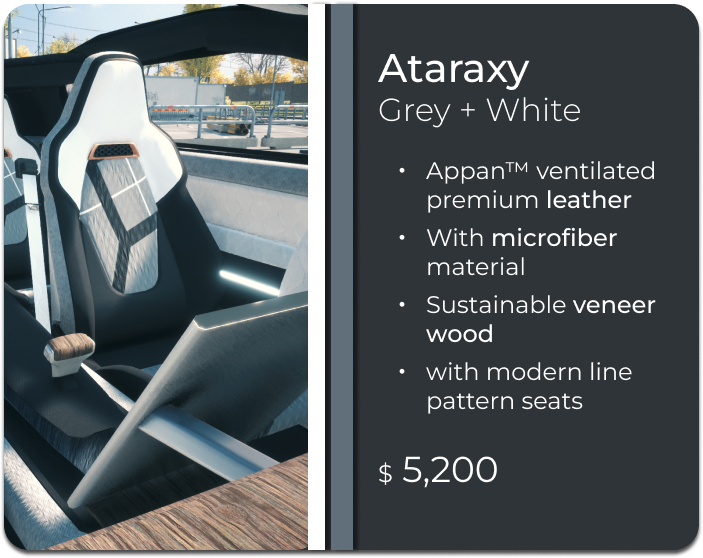 Ataraxy
Grey + White
• Appan™ ventilated
premium leather
• With microfiber
material
• Sustainable veneer
wood
• with modern line
pattern seats
$ 5,200